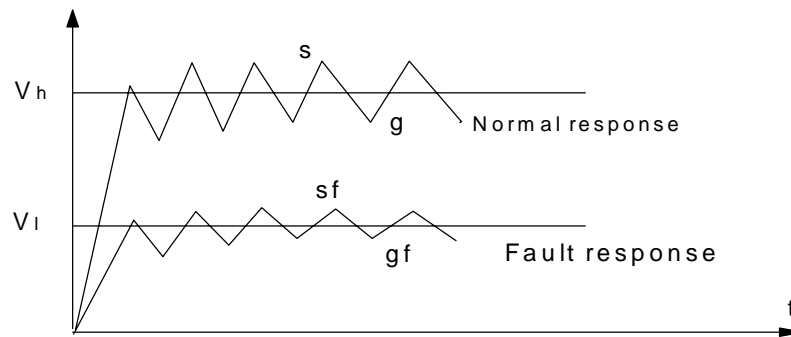 s
Vh
g
Normal response
sf
Vl
gf
Fault response
t